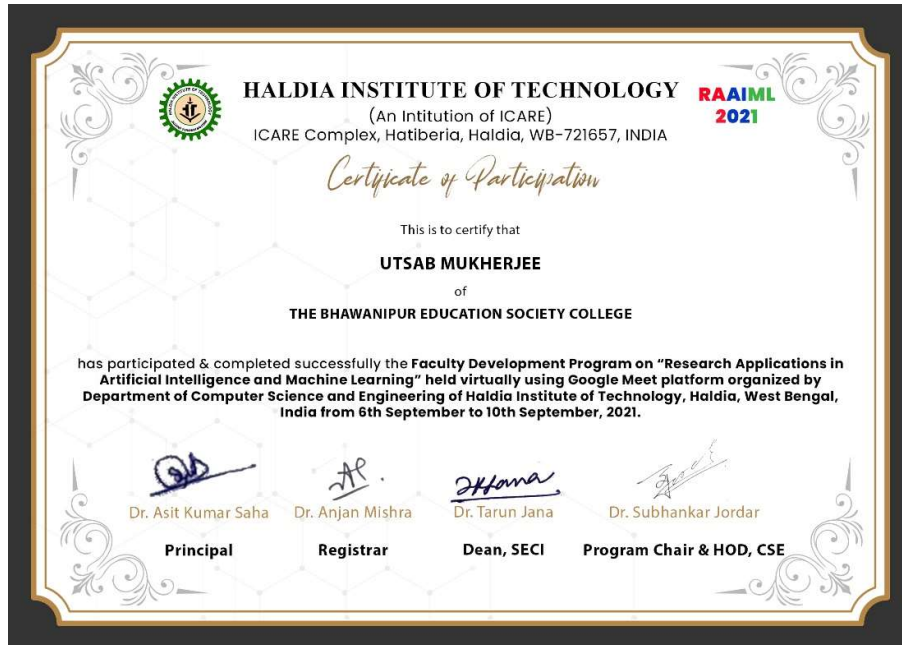 HALDIA INSTITUTE OF TECHNOLOGY
(An Intitution of ICARE)
ICARE Complex, Hatiberia, Haldia, WB-721657, INDIA
RAAIML
2021
Certificate of Participation
This is to certify that
UTSAB MUKHERJEE
of
THE BHAWANIPUR EDUCATION SOCIETY COLLEGE
has participated & completed successfully the Faculty Development Program on “Research Applications in
Artificial Intelligence and Machine Learning” held virtually using Google Meet platform organized by
Department of Computer Science and Engineering of Haldia Institute of Technology, Haldia, West Bengal,
India from 6th September to 10th September, 2021.
Dr. Asit Kumar Saha
Dr. Anjan Mishra
Dr. Tarun Jana
Dr. Subhankar Jordar
Principal
Registrar
Dean, SECI
Program Chair & HOD, CSE